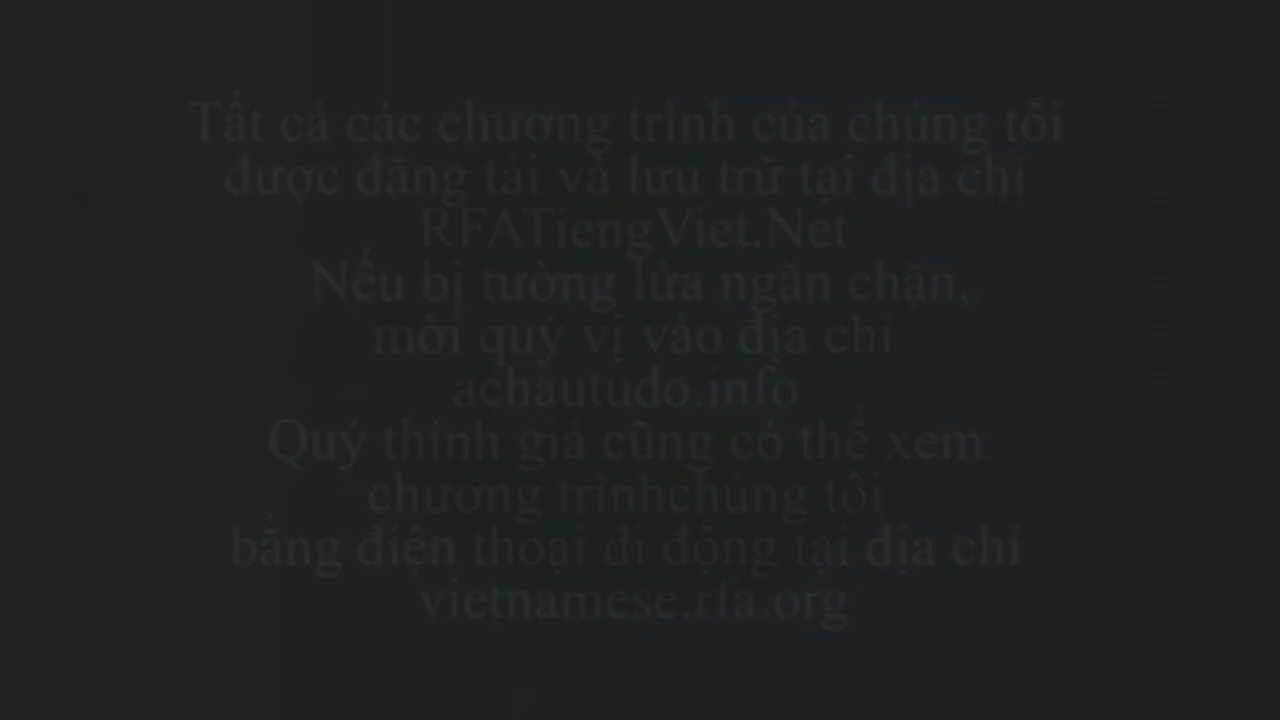 Tất cả các chương trình của chúng tôi
được đăng tải và lưu trữ tại địa chỉ
RFATiengViet.Net
Nếu bị tường lửa ngăn chặn,
mời quý vị vào địa chỉ
achautudo.info
Quý thính giả cũng có thể xem
chương trìnhchúng tôi
bằng điện thoại di động tại địa chỉ
vietnamese.rfa.org